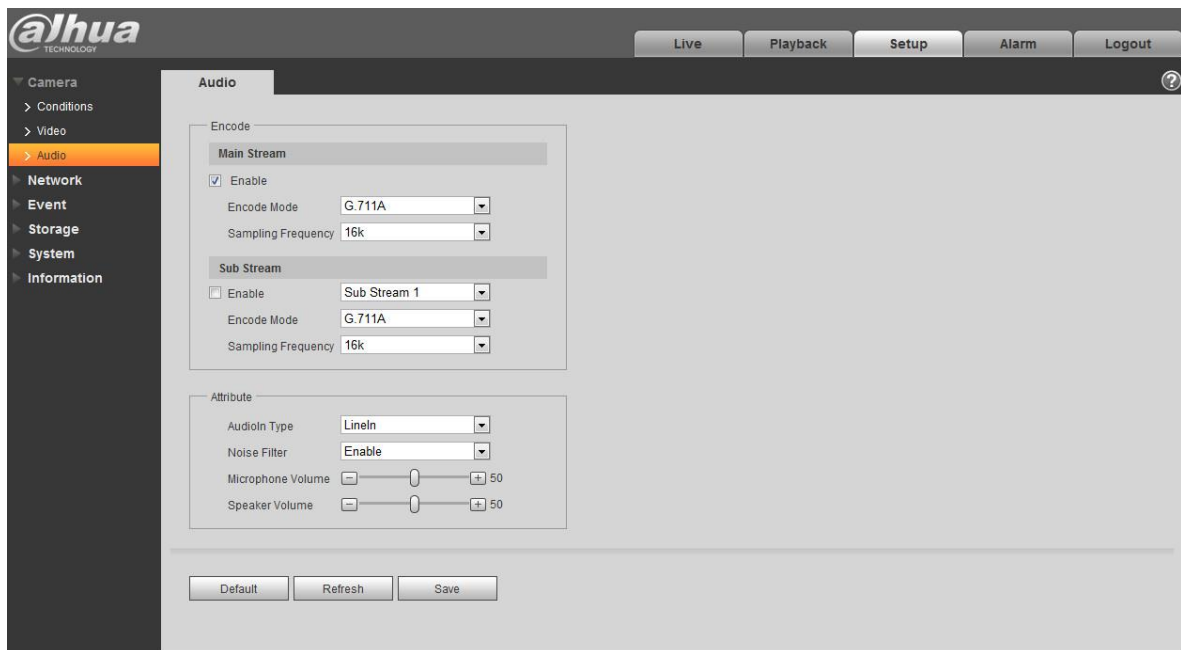 alhua
TECHNOLOGY
Live Playback Setup Alarm Logout
Camera
Conditions
Video
Audio
Network
Event
Storage
System
Information
Audio
?
Encode
Main Stream
Enable
Encode Mode G.711A
Sampling Frequency 16k
Sub Stream
Enable Sub Stream 1
Encode Mode G.711A
Sampling Frequency 16k
Attribute
AudioIn Type LineIn
Noise Filter Enable
Microphone Volume - + 50
Speaker Volume - + 50
Default Refresh Save